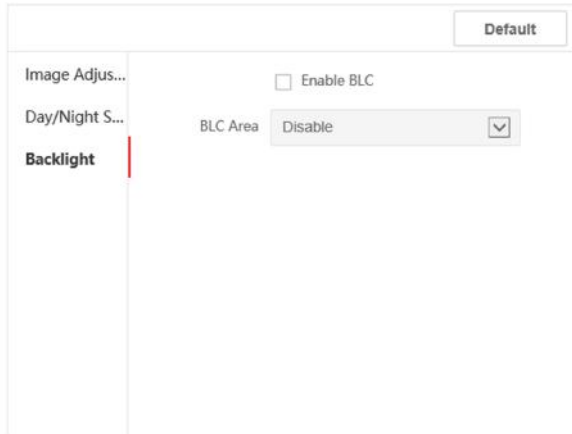 Default
Image Adjus...
Enable BLC
Day/Night S...
BLC Area Disable
Backlight